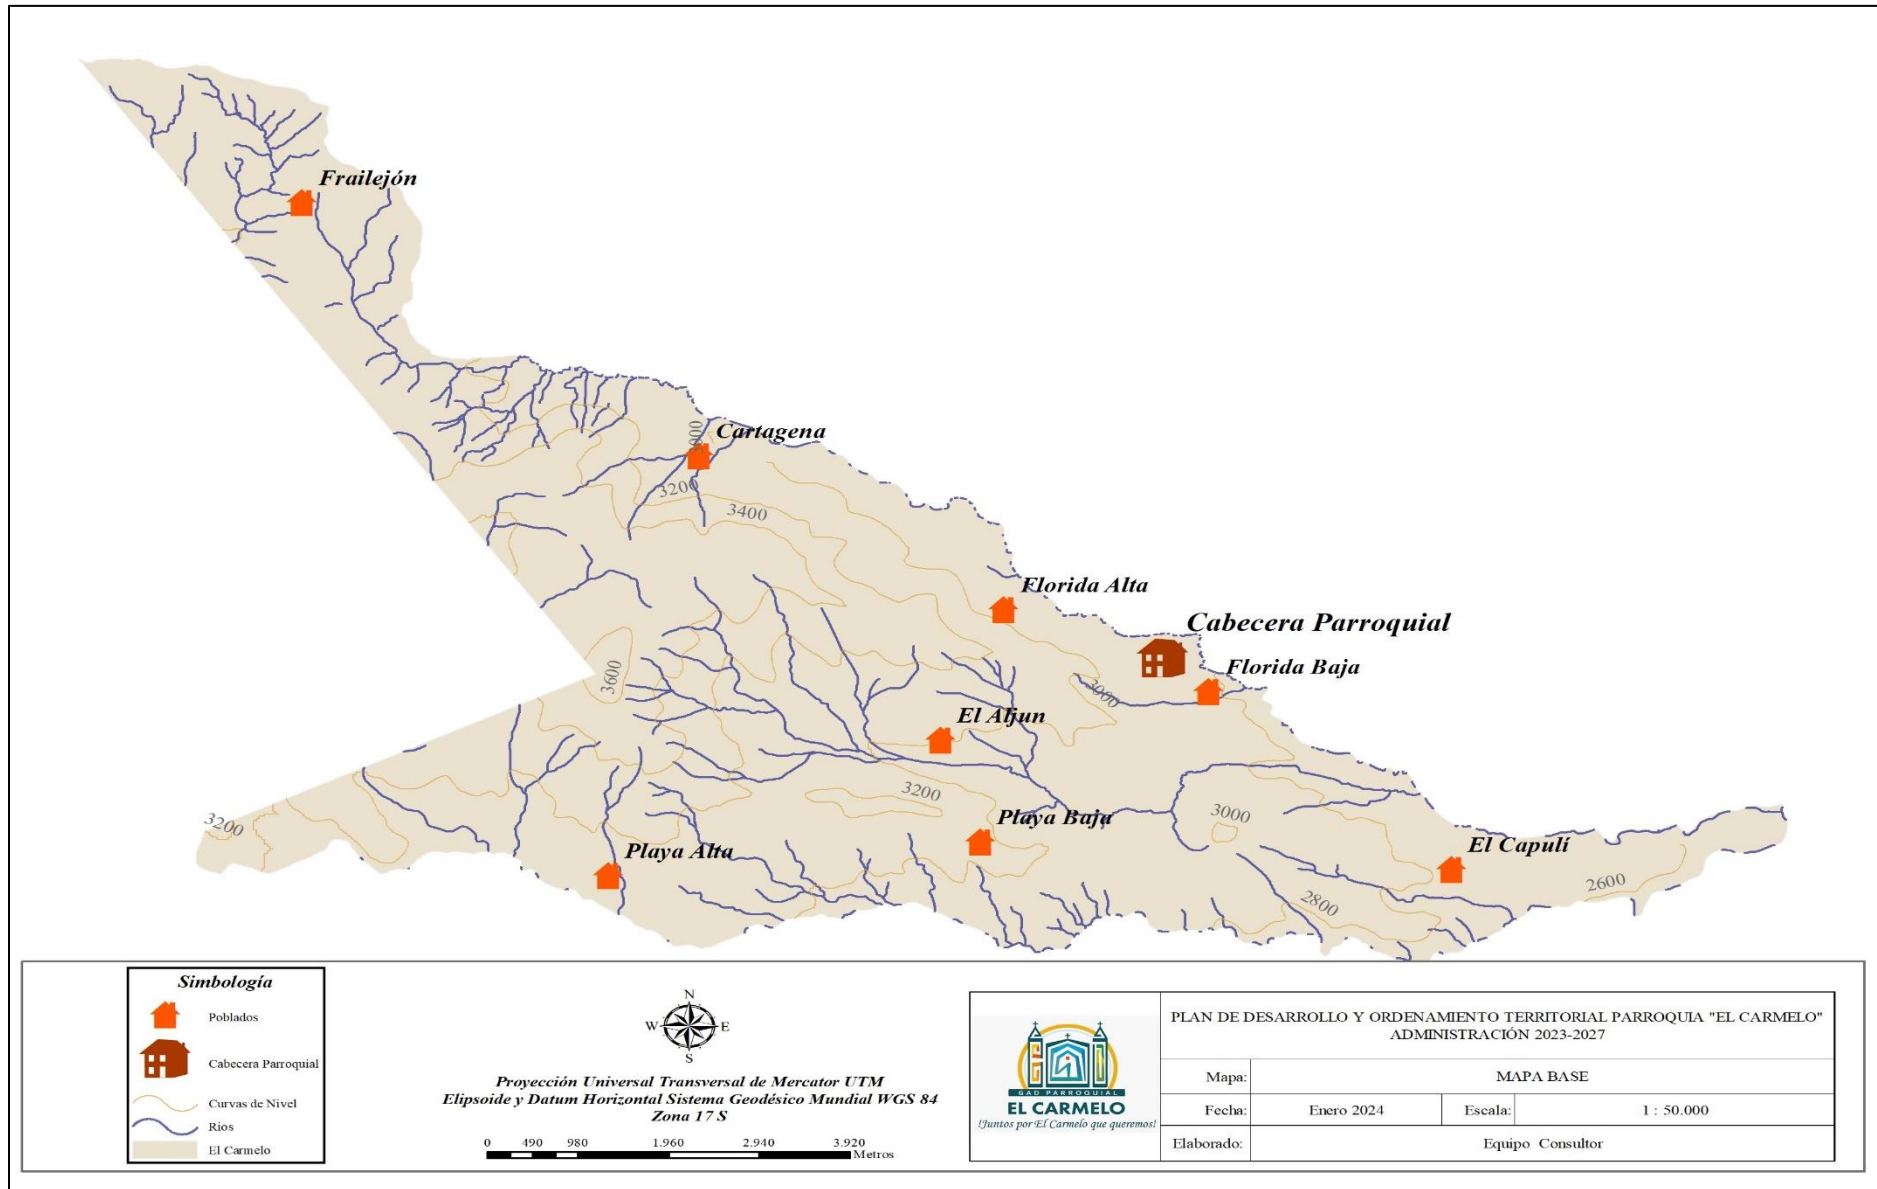 Frailejón
Cartagena
3000
3200
3400
Florida Alta
Cabecera Parroquial
Florida Baja
3600
3000
El Aljun
3200
3000
3200
Playa Baja
Playa Alta
El Capulí
2600
2800
Simbología
Poblados
Cabecera Parroquial
Curvas de Nivel
Rios
El Carmelo
N
W E
S
Proyección Universal Transversal de Mercator UTM
Elipsoide y Datum Horizontal Sistema Geodésico Mundial WGS 84
Zona 17 S
0 490 980 1.960 2.940 3.920
Metros
GAD PARROQUIAL
EL CARMELO
!Juntos por El Carmelo que queremos!
PLAN DE DESARROLLO Y ORDENAMIENTO TERRITORIAL PARROQUIA "EL CARMELO"
ADMINISTRACIÓN 2023-2027
Mapa: MAPA BASE
Fecha: Enero 2024 Escala: 1 : 50.000
Elaborado: Equipo Consultor